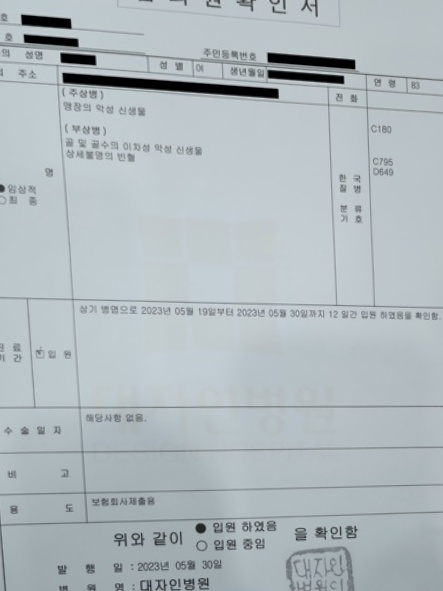 원 확 인 서
호
호
의 성명
성 별 여
주민등록번호
생년월일
연 령 83
주소
전 화
(주상병)
맹장의 악성 신생물
C180
(부상병)
골 및 골수의 이차성 악성 신생물
C795
상세불명의 빈혈
D649
명
임상적
최 종
한 국
질 병
분 류
기 호
상기 병명으로 2023년 05월 19일부터 2023년 05월 30일까지 12 일간 입원 하였음을 확인함.
료
기 간
입 원
수 술 일 자
해당사항 없음.
비 고
용 도
보험회사제출용
위와 같이 ● 입원 하였음 을 확인함
○ 입원 중임
발 행 일 : 2023년 05월 30일
병 원 명 : 대자인병원
대자인
병원